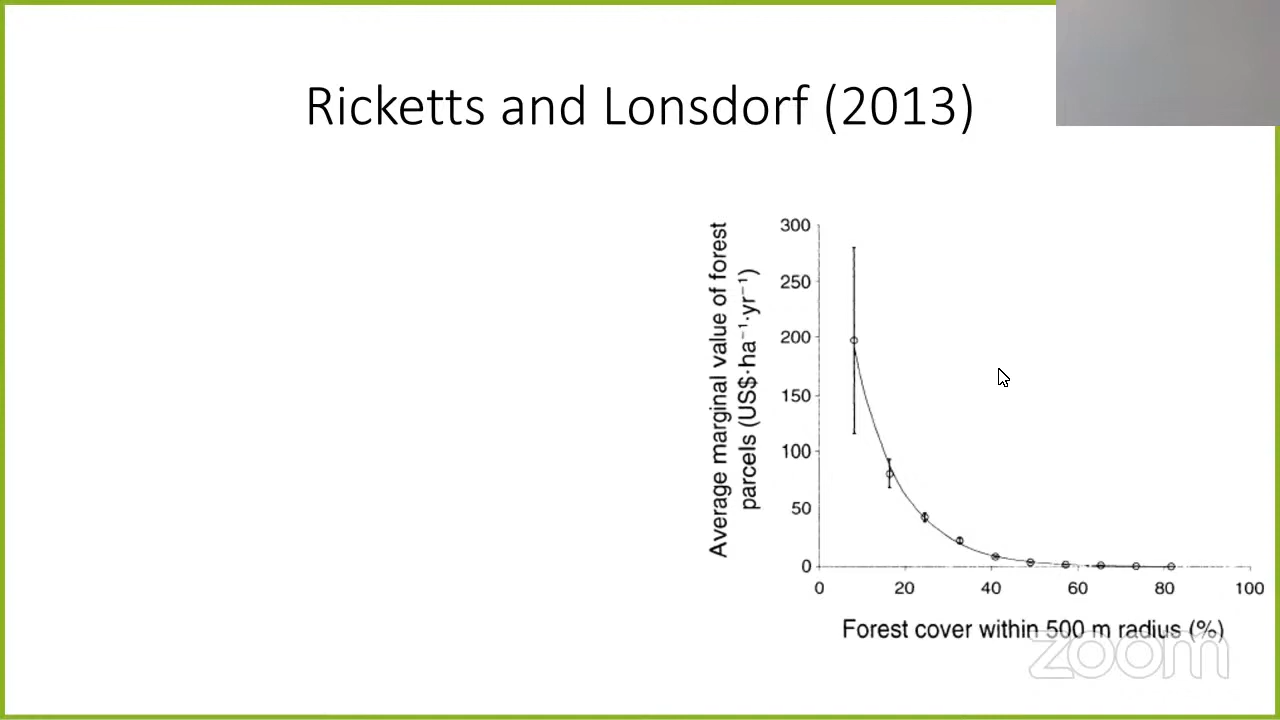 Ricketts and Lonsdorf (2013)
Average marginal value of forest
parcels (US$·ha⁻¹·yr⁻¹)
300
250
200
150
100
50
0
0 20 40 60 80 100
Forest cover within 500 m radius (%)
zoom